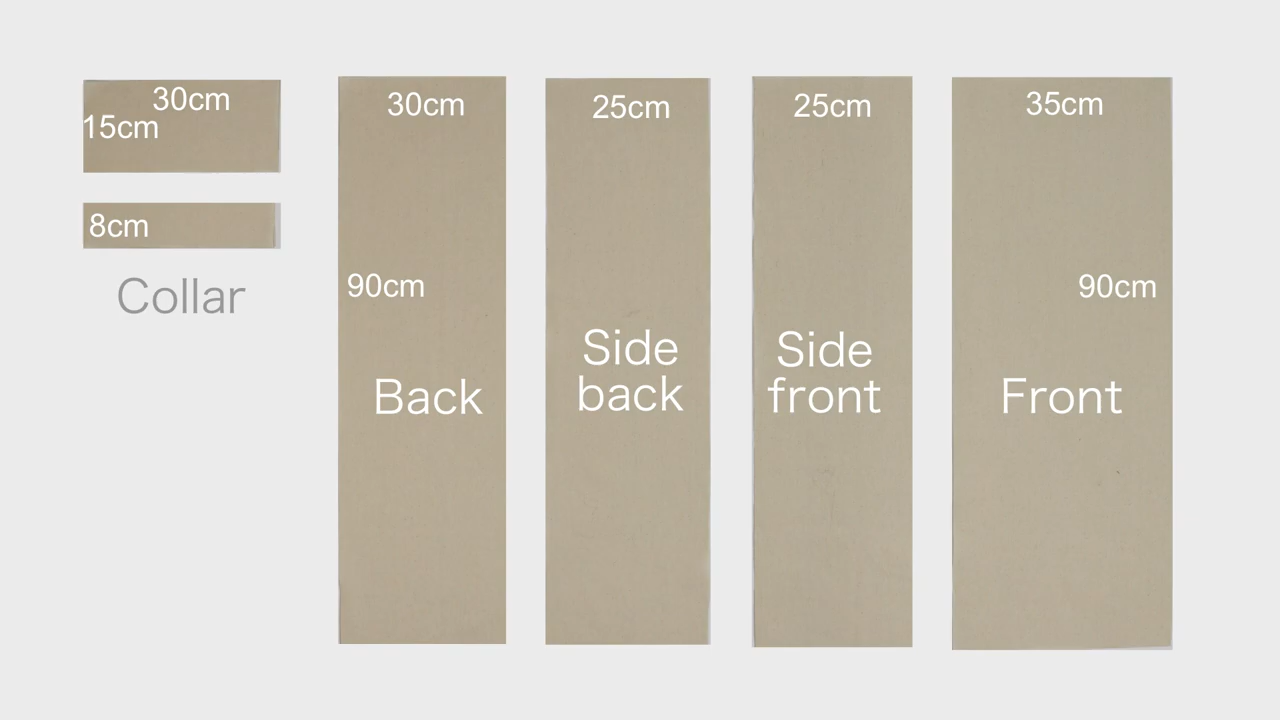 30cm
15cm
8cm
Collar
30cm
90cm
Back
25cm
Side
back
25cm
Side
front
35cm
90cm
Front